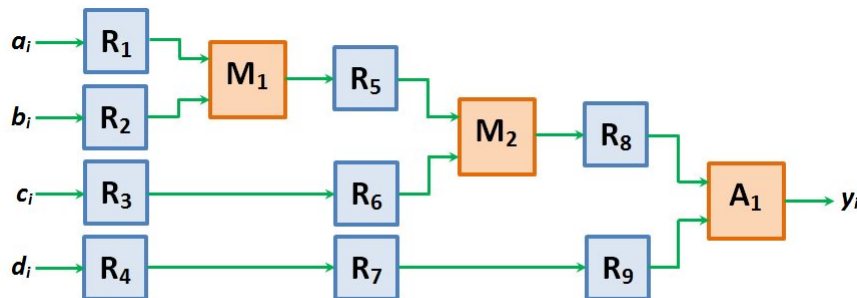 aᵢ R₁ M₁ R₅
bᵢ R₂ M₂ R₈
cᵢ R₃ R₆ A₁ yᵢ
dᵢ R₄ R₇ R₉